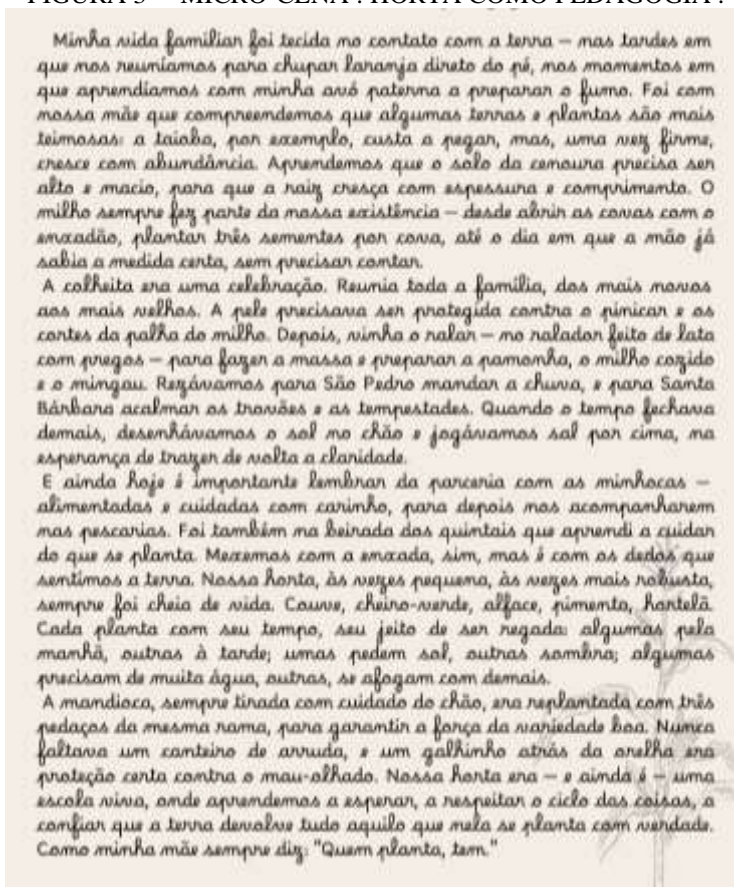 FIGURA 3 – MICRO-CENA : HORTA COMO PEDAGOGIA .
Minha vida familiar foi tecida no contato com a terra — nas tardes em
que nos reuníamos para chupar laranja direto do pé, nos momentos em
que aprendíamos com minha avó paterna a preparar o fumo. Foi com
nossa mãe que compreendemos que algumas terras e plantas são mais
teimosas: a taioba, por exemplo, custa a pegar, mas, uma vez firme,
cresce com abundância. Aprendemos que o solo da cenoura precisa ser
alto e macio, para que a raiz cresça com espessura e comprimento. O
milho sempre fez parte da nossa existência — desde abrir as covas com o
enxadão, plantar três sementes por cova, até o dia em que a mão já
sabia a medida certa, sem precisar contar.
A colheita era uma celebração. Reunia toda a família, dos mais novos
aos mais velhos. A pele precisava ser protegida contra o pinicar e os
cortes da palha do milho. Depois, vinha o ralar — no ralador feito de lata
com pregos — para fazer a massa e preparar a pamonha, o milho cozido
e o mingau. Rezávamos para São Pedro mandar a chuva, e para Santa
Bárbara acalmar os trovões e as tempestades. Quando o tempo fechava
demais, desenhávamos o sol no chão e jogávamos sal por cima, na
esperança de trazer de volta a claridade.
E ainda hoje é importante lembrar da parceria com as minhocas —
alimentadas e cuidadas com carinho, para depois nos acompanharem
nas pescarias. Foi também na beirada dos quintais que aprendi a cuidar
do que se planta. Mexemos com a enxada, sim, mas é com os dedos que
sentimos a terra. Nossa horta, às vezes pequena, às vezes mais robusta,
sempre foi cheia de vida. Couve, cheiro-verde, alface, pimenta, hortelã.
Cada planta com seu tempo, seu jeito de ser regada: algumas pela
manhã, outras à tarde; umas pedem sol, outras sombra; algumas
precisam de muita água, outras, se afogam com demais.
A mandioca, sempre tirada com cuidado do chão, era replantada com três
pedaços da mesma rama, para garantir a força da variedade boa. Nunca
faltava um canteiro de arruda, e um galhinho atrás da orelha era
proteção certa contra o mau-olhado. Nossa horta era — e ainda é — uma
escola viva, onde aprendemos a esperar, a respeitar o ciclo das coisas, a
confiar que a terra devolve tudo aquilo que nela se planta com verdade.
Como minha mãe sempre diz: "Quem planta, tem."